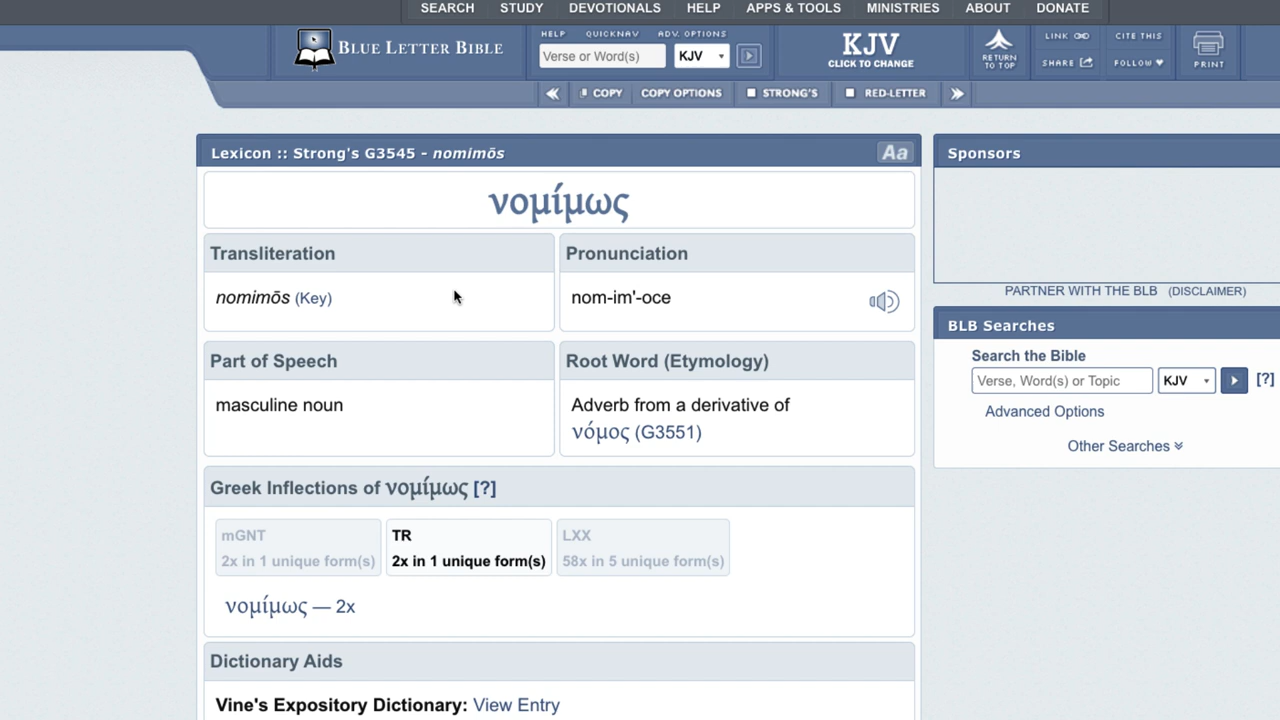 SEARCH STUDY DEVOTIONALS HELP APPS & TOOLS MINISTRIES ABOUT DONATE
BLUE LETTER BIBLE
HELP QUICKNAV ADV. OPTIONS
Verse or Word(s) KJV
KJV
CLICK TO CHANGE
RETURN
TO TOP
LINK
SHARE
CITE THIS
FOLLOW
PRINT
COPY COPY OPTIONS STRONG'S RED-LETTER
Lexicon :: Strong's G3545 - nomimōs Aa
νομίμως
Transliteration
nomimōs (Key)
Pronunciation
nom-im'-oce
Part of Speech
masculine noun
Root Word (Etymology)
Adverb from a derivative of
νόμος (G3551)
Greek Inflections of νομίμως [?]
mGNT
2x in 1 unique form(s)
TR
2x in 1 unique form(s)
LXX
58x in 5 unique form(s)
νομίμως — 2x
Dictionary Aids
Vine's Expository Dictionary: View Entry
Sponsors
PARTNER WITH THE BLB (DISCLAIMER)
BLB Searches
Search the Bible
Verse, Word(s) or Topic KJV [?]
Advanced Options
Other Searches